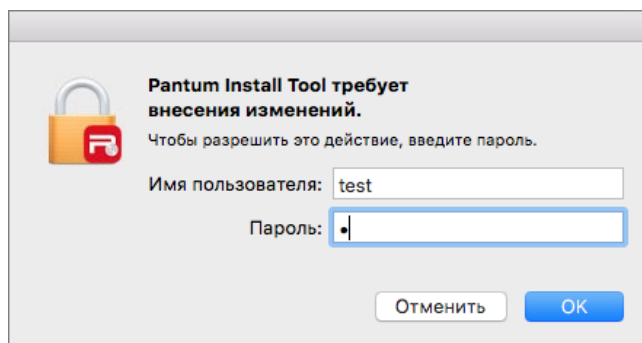 Pantum Install Tool требует
внесения изменений.
Чтобы разрешить это действие, введите пароль.
Имя пользователя: test
Пароль: •
Отменить OK